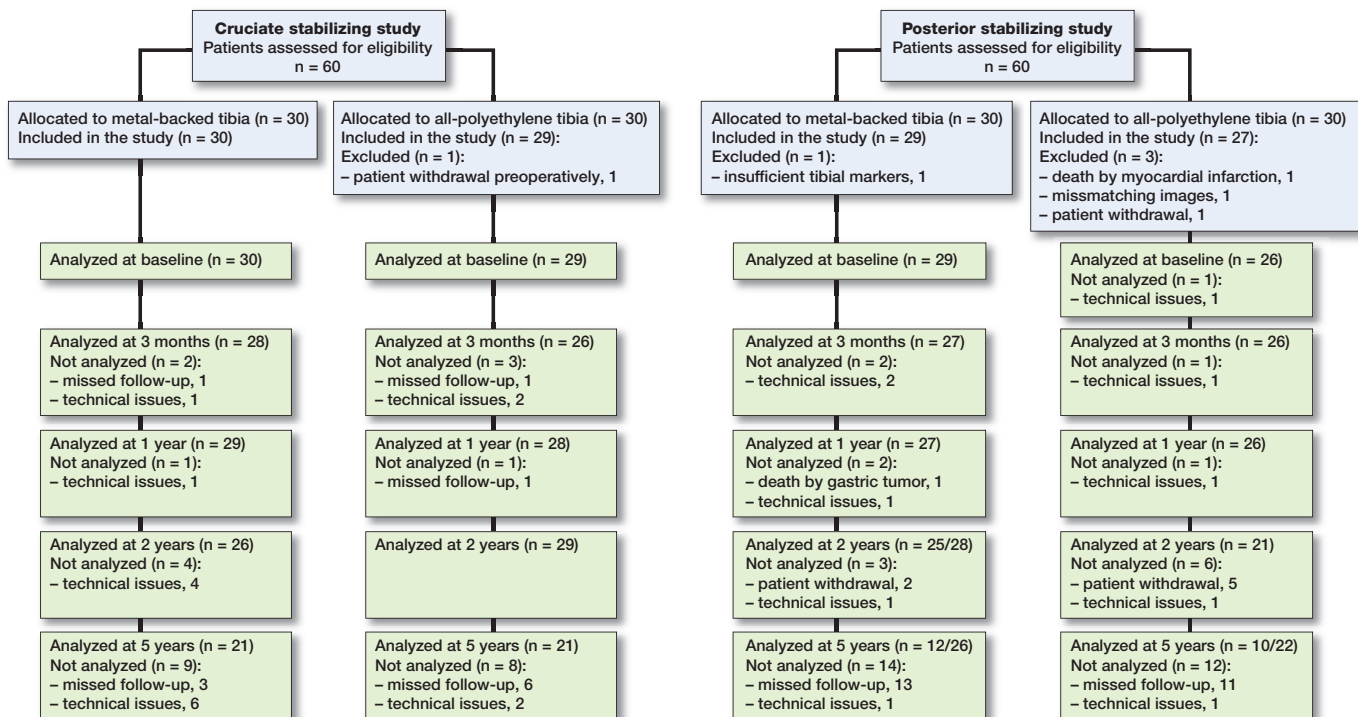 Cruciate stabilizing study
Patients assessed for eligibility
n = 60
Allocated to metal-backed tibia (n = 30)
Included in the study (n = 30)
Allocated to all-polyethylene tibia (n = 30)
Included in the study (n = 29):
Excluded (n = 1):
– patient withdrawal preoperatively, 1
Analyzed at baseline (n = 30)
Analyzed at baseline (n = 29)
Analyzed at 3 months (n = 28)
Not analyzed (n = 2):
– missed follow-up, 1
– technical issues, 1
Analyzed at 3 months (n = 26)
Not analyzed (n = 3):
– missed follow-up, 1
– technical issues, 2
Analyzed at 1 year (n = 29)
Not analyzed (n = 1):
– technical issues, 1
Analyzed at 1 year (n = 28)
Not analyzed (n = 1):
– missed follow-up, 1
Analyzed at 2 years (n = 26)
Not analyzed (n = 4):
– technical issues, 4
Analyzed at 2 years (n = 29)
Analyzed at 5 years (n = 21)
Not analyzed (n = 9):
– missed follow-up, 3
– technical issues, 6
Analyzed at 5 years (n = 21)
Not analyzed (n = 8):
– missed follow-up, 6
– technical issues, 2
Posterior stabilizing study
Patients assessed for eligibility
n = 60
Allocated to metal-backed tibia (n = 30)
Included in the study (n = 29)
Excluded (n = 1):
– insufficient tibial markers, 1
Allocated to all-polyethylene tibia (n = 30)
Included in the study (n = 27):
Excluded (n = 3):
– death by myocardial infarction, 1
– missmatching images, 1
– patient withdrawal, 1
Analyzed at baseline (n = 29)
Analyzed at baseline (n = 26)
Not analyzed (n = 1):
– technical issues, 1
Analyzed at 3 months (n = 27)
Not analyzed (n = 2):
– technical issues, 2
Analyzed at 3 months (n = 26)
Not analyzed (n = 1):
– technical issues, 1
Analyzed at 1 year (n = 27)
Not analyzed (n = 2):
– death by gastric tumor, 1
– technical issues, 1
Analyzed at 1 year (n = 26)
Not analyzed (n = 1):
– technical issues, 1
Analyzed at 2 years (n = 25/28)
Not analyzed (n = 3):
– patient withdrawal, 2
– technical issues, 1
Analyzed at 2 years (n = 21)
Not analyzed (n = 6):
– patient withdrawal, 5
– technical issues, 1
Analyzed at 5 years (n = 12/26)
Not analyzed (n = 14):
– missed follow-up, 13
– technical issues, 1
Analyzed at 5 years (n = 10/22)
Not analyzed (n = 12):
– missed follow-up, 11
– technical issues, 1